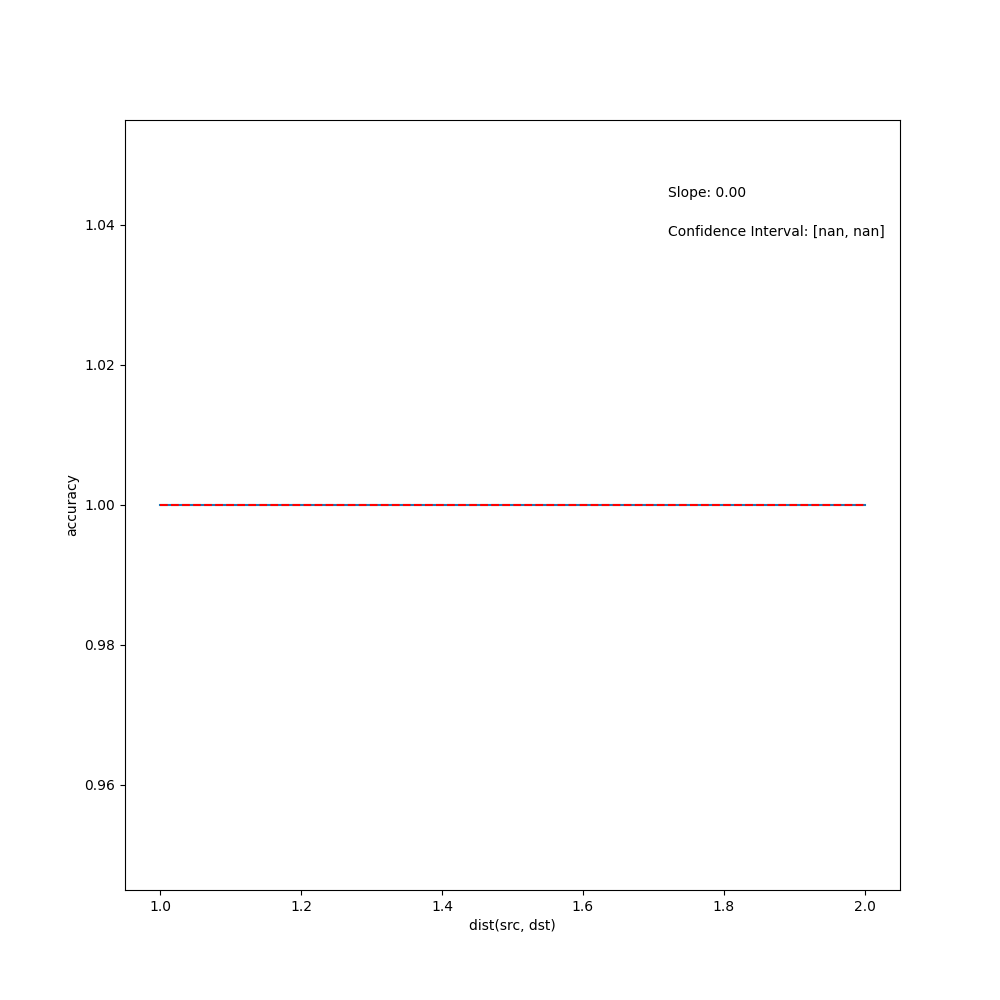 Slope: 0.00
Confidence Interval: [nan, nan]
1.04
1.02
1.00
0.98
0.96
accuracy
1.0 1.2 1.4 1.6 1.8 2.0
dist(src, dst)